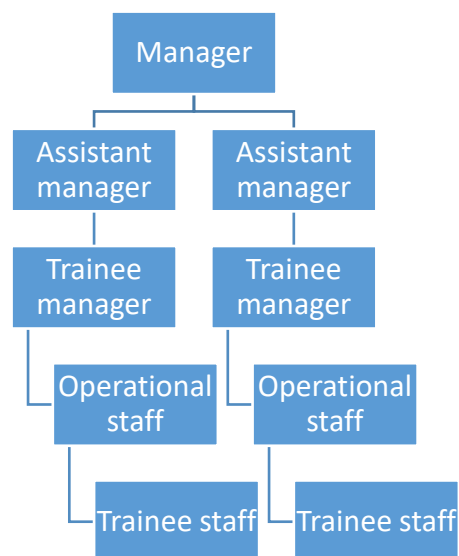 Manager
Assistant
manager
Assistant
manager
Trainee
manager
Trainee
manager
Operational
staff
Operational
staff
Trainee staff
Trainee staff